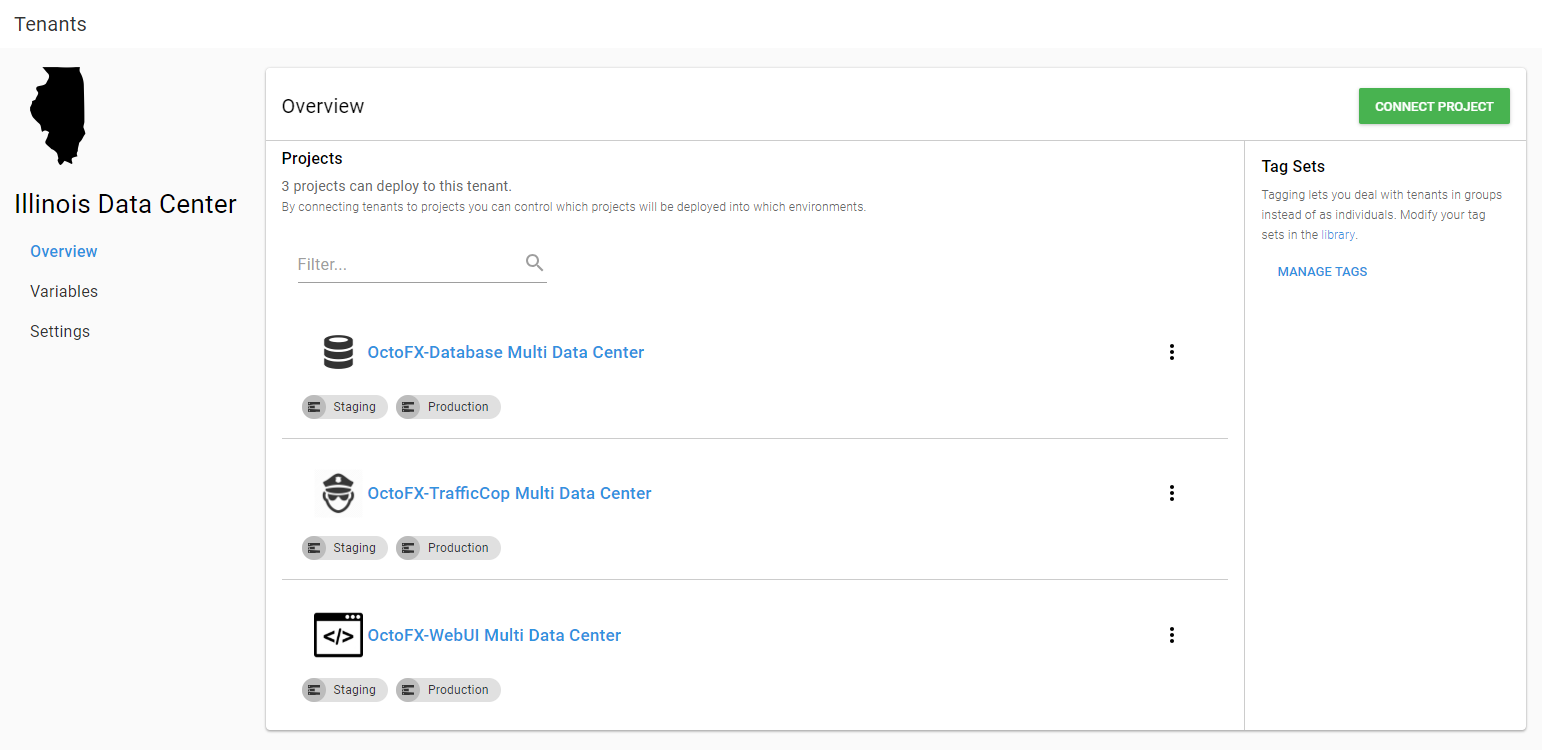 Tenants
Illinois Data Center
Overview
Variables
Settings
Overview
CONNECT PROJECT
Projects
3 projects can deploy to this tenant.
By connecting tenants to projects you can control which projects will be deployed into which environments.
Filter...
OctoFX-Database Multi Data Center
Staging
Production
OctoFX-TrafficCop Multi Data Center
Staging
Production
</>
OctoFX-WebUI Multi Data Center
Staging
Production
Tag Sets
Tagging lets you deal with tenants in groups
instead of as individuals. Modify your tag
sets in the library.
MANAGE TAGS